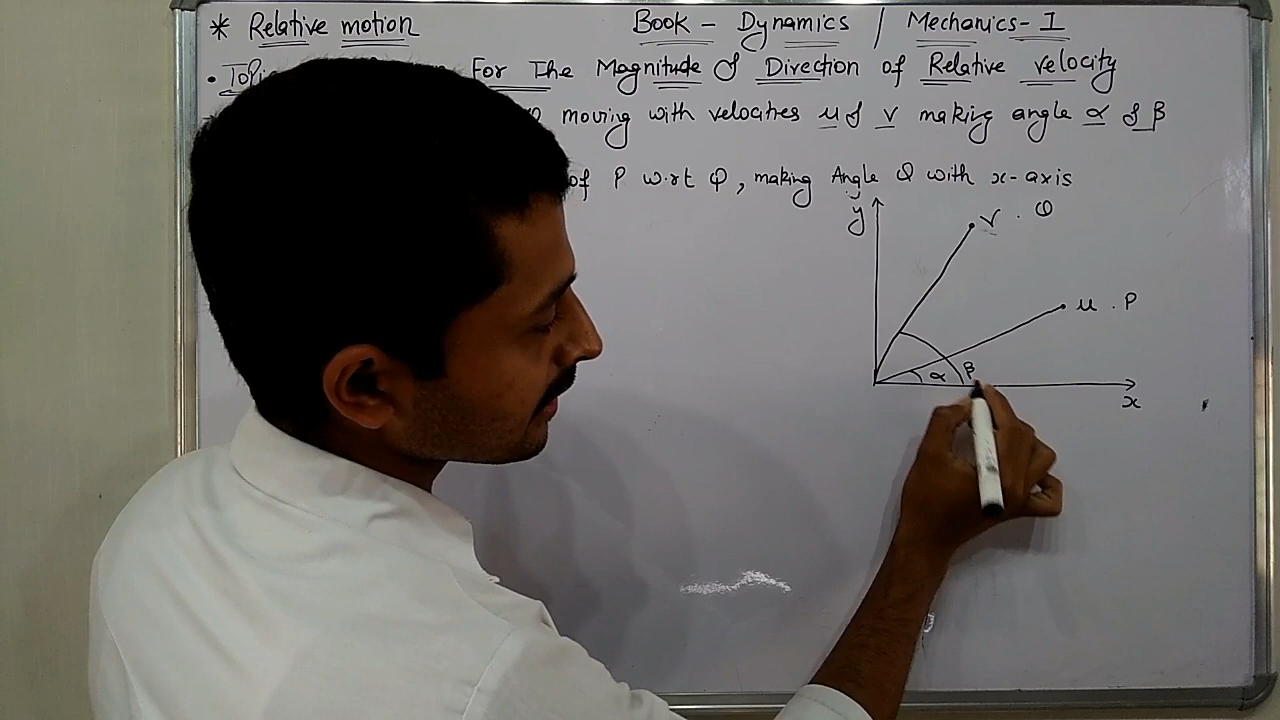 * Relative motion Book - Dynamics / Mechanics - I
• For The Magnitude & Direction of Relative velocity
moving with velocities u & v making angle α & β
of P w.r.t Q, making Angle θ with x-axis
y
v . Q
u . P
α β
x